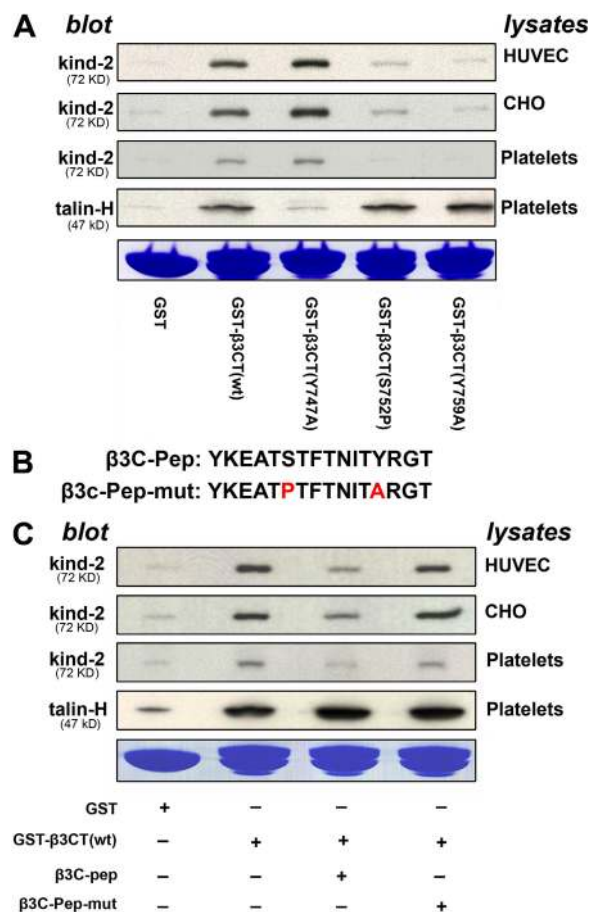 A blot lysates
kind-2 HUVEC
(72 KD)
kind-2 CHO
(72 KD)
kind-2 Platelets
(72 KD)
talin-H Platelets
(47 kD)
GST
GST-β3CT(wt)
GST-β3CT(Y747A)
GST-β3CT(S752P)
GST-β3CT(Y759A)
B β3C-Pep: YKEATSTFTNITYRGT
β3c-Pep-mut: YKEATPTFTNITARGT
C blot lysates
kind-2 HUVEC
(72 KD)
kind-2 CHO
(72 KD)
kind-2 Platelets
(72 KD)
talin-H Platelets
(47 kD)
GST + – – –
GST-β3CT(wt) – + + +
β3C-pep – – + –
β3C-Pep-mut – – – +